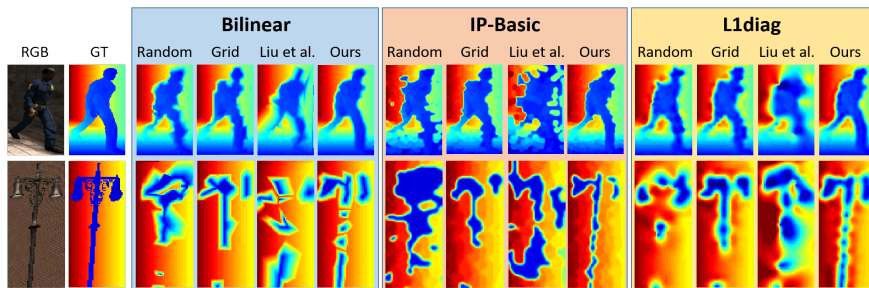 Bilinear IP-Basic L1diag
RGB GT Random Grid Liu et al. Ours Random Grid Liu et al. Ours Random Grid Liu et al. Ours